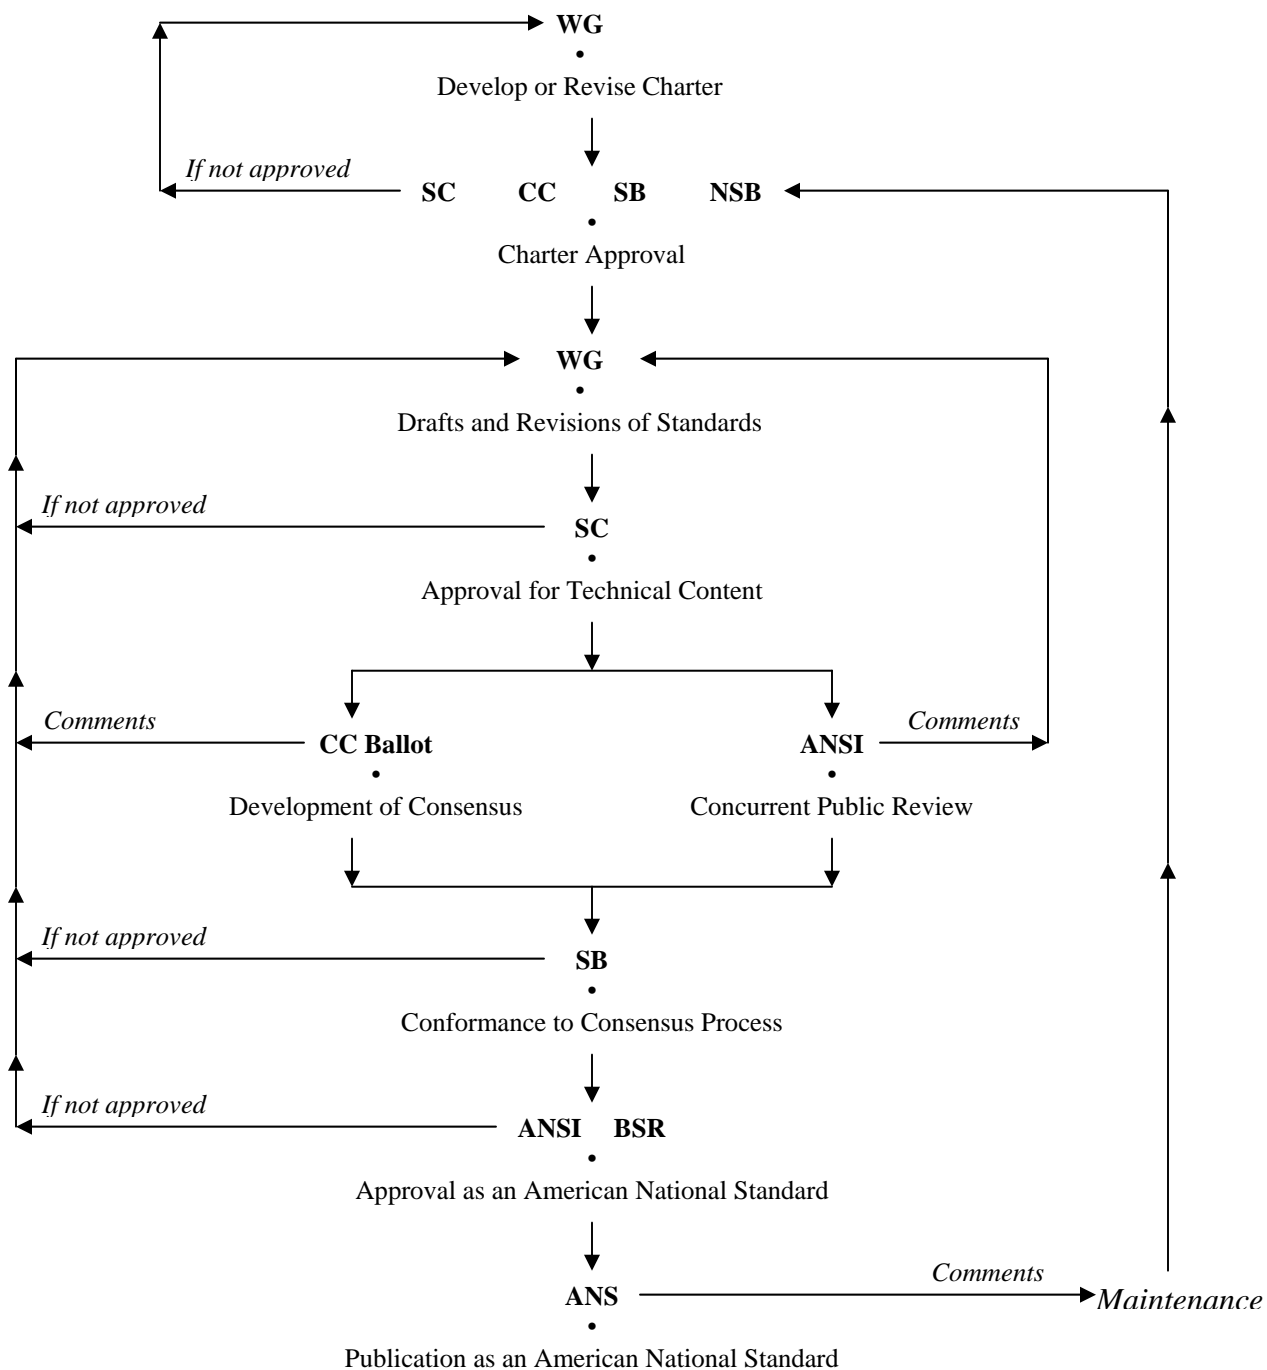 WG
•
Develop or Revise Charter
If not approved
SC CC SB NSB
•
Charter Approval
WG
•
Drafts and Revisions of Standards
If not approved
SC
•
Approval for Technical Content
Comments
Comments
CC Ballot
ANSI
•
•
Development of Consensus
Concurrent Public Review
If not approved
SB
•
Conformance to Consensus Process
If not approved
ANSI BSR
•
Approval as an American National Standard
Comments
ANS
Maintenance
•
Publication as an American National Standard